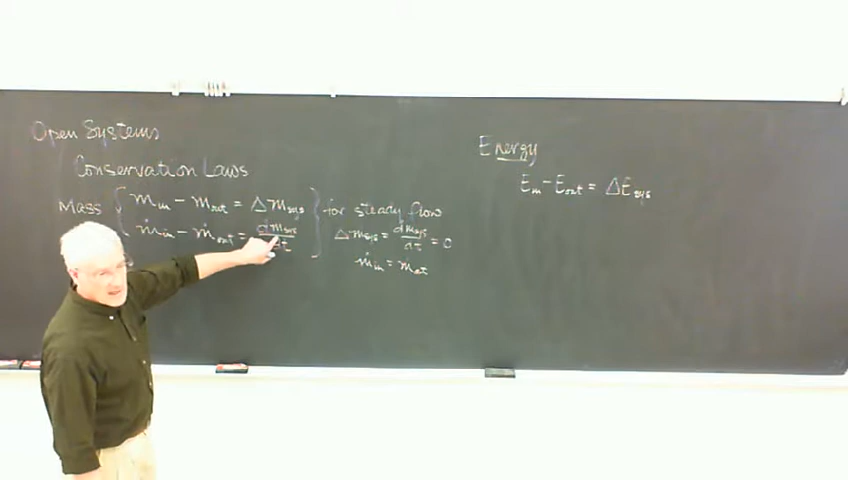 Open Systems
Conservation Laws
Mass { m_in - m_out = Δm_sys } for steady flow
ṁ_in - ṁ_out = dm_sys/dt
Δm_sys = dm_sys/dt = 0
ṁ_in = ṁ_out
Energy
E_in - E_out = ΔE_sys